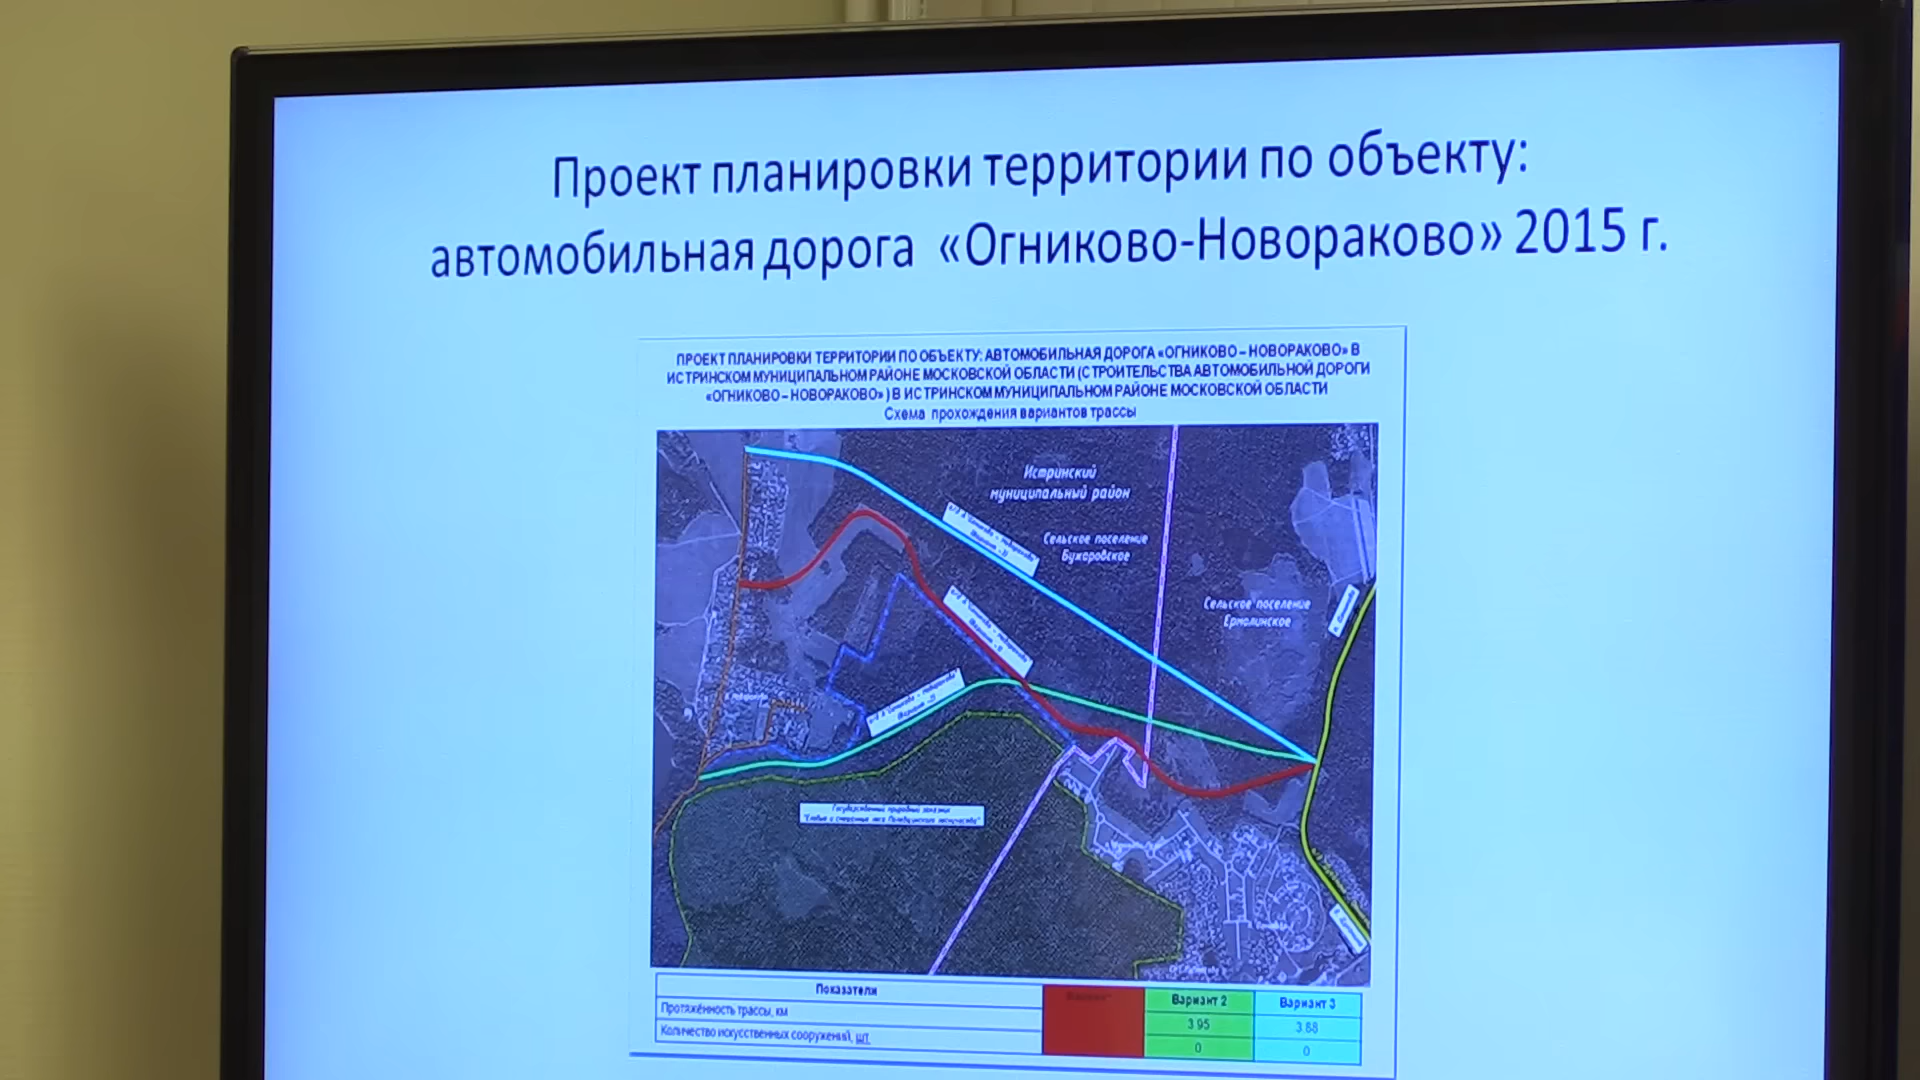 Проект планировки территории по объекту:
автомобильная дорога «Огниково-Новораково» 2015 г.
ПРОЕКТ ПЛАНИРОВКИ ТЕРРИТОРИИ ПО ОБЪЕКТУ: АВТОМОБИЛЬНАЯ ДОРОГА «ОГНИКОВО – НОВОРАКОВО» В
ИСТРИНСКОМ МУНИЦИПАЛЬНОМ РАЙОНЕ МОСКОВСКОЙ ОБЛАСТИ (СТРОИТЕЛЬСТВА АВТОМОБИЛЬНОЙ ДОРОГИ
«ОГНИКОВО – НОВОРАКОВО» ) В ИСТРИНСКОМ МУНИЦИПАЛЬНОМ РАЙОНЕ МОСКОВСКОЙ ОБЛАСТИ
Схема прохождения вариантов трассы
Истринский
муниципальный район
Сельское поселение
Бужаровское
Сельское поселение
Ермолинское
Государственный природный заказник
Показатели
Вариант 2
Вариант 3
Протяжённость трассы, км
3.95
3.88
Количество искусственных сооружений, шт.
0
0